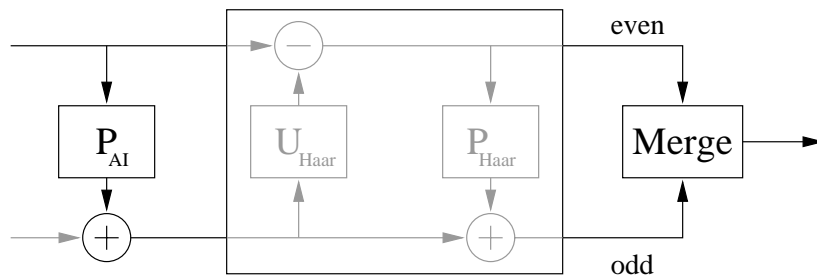 even
−
P_AI
U_Haar
P_Haar
Merge
+
+
odd